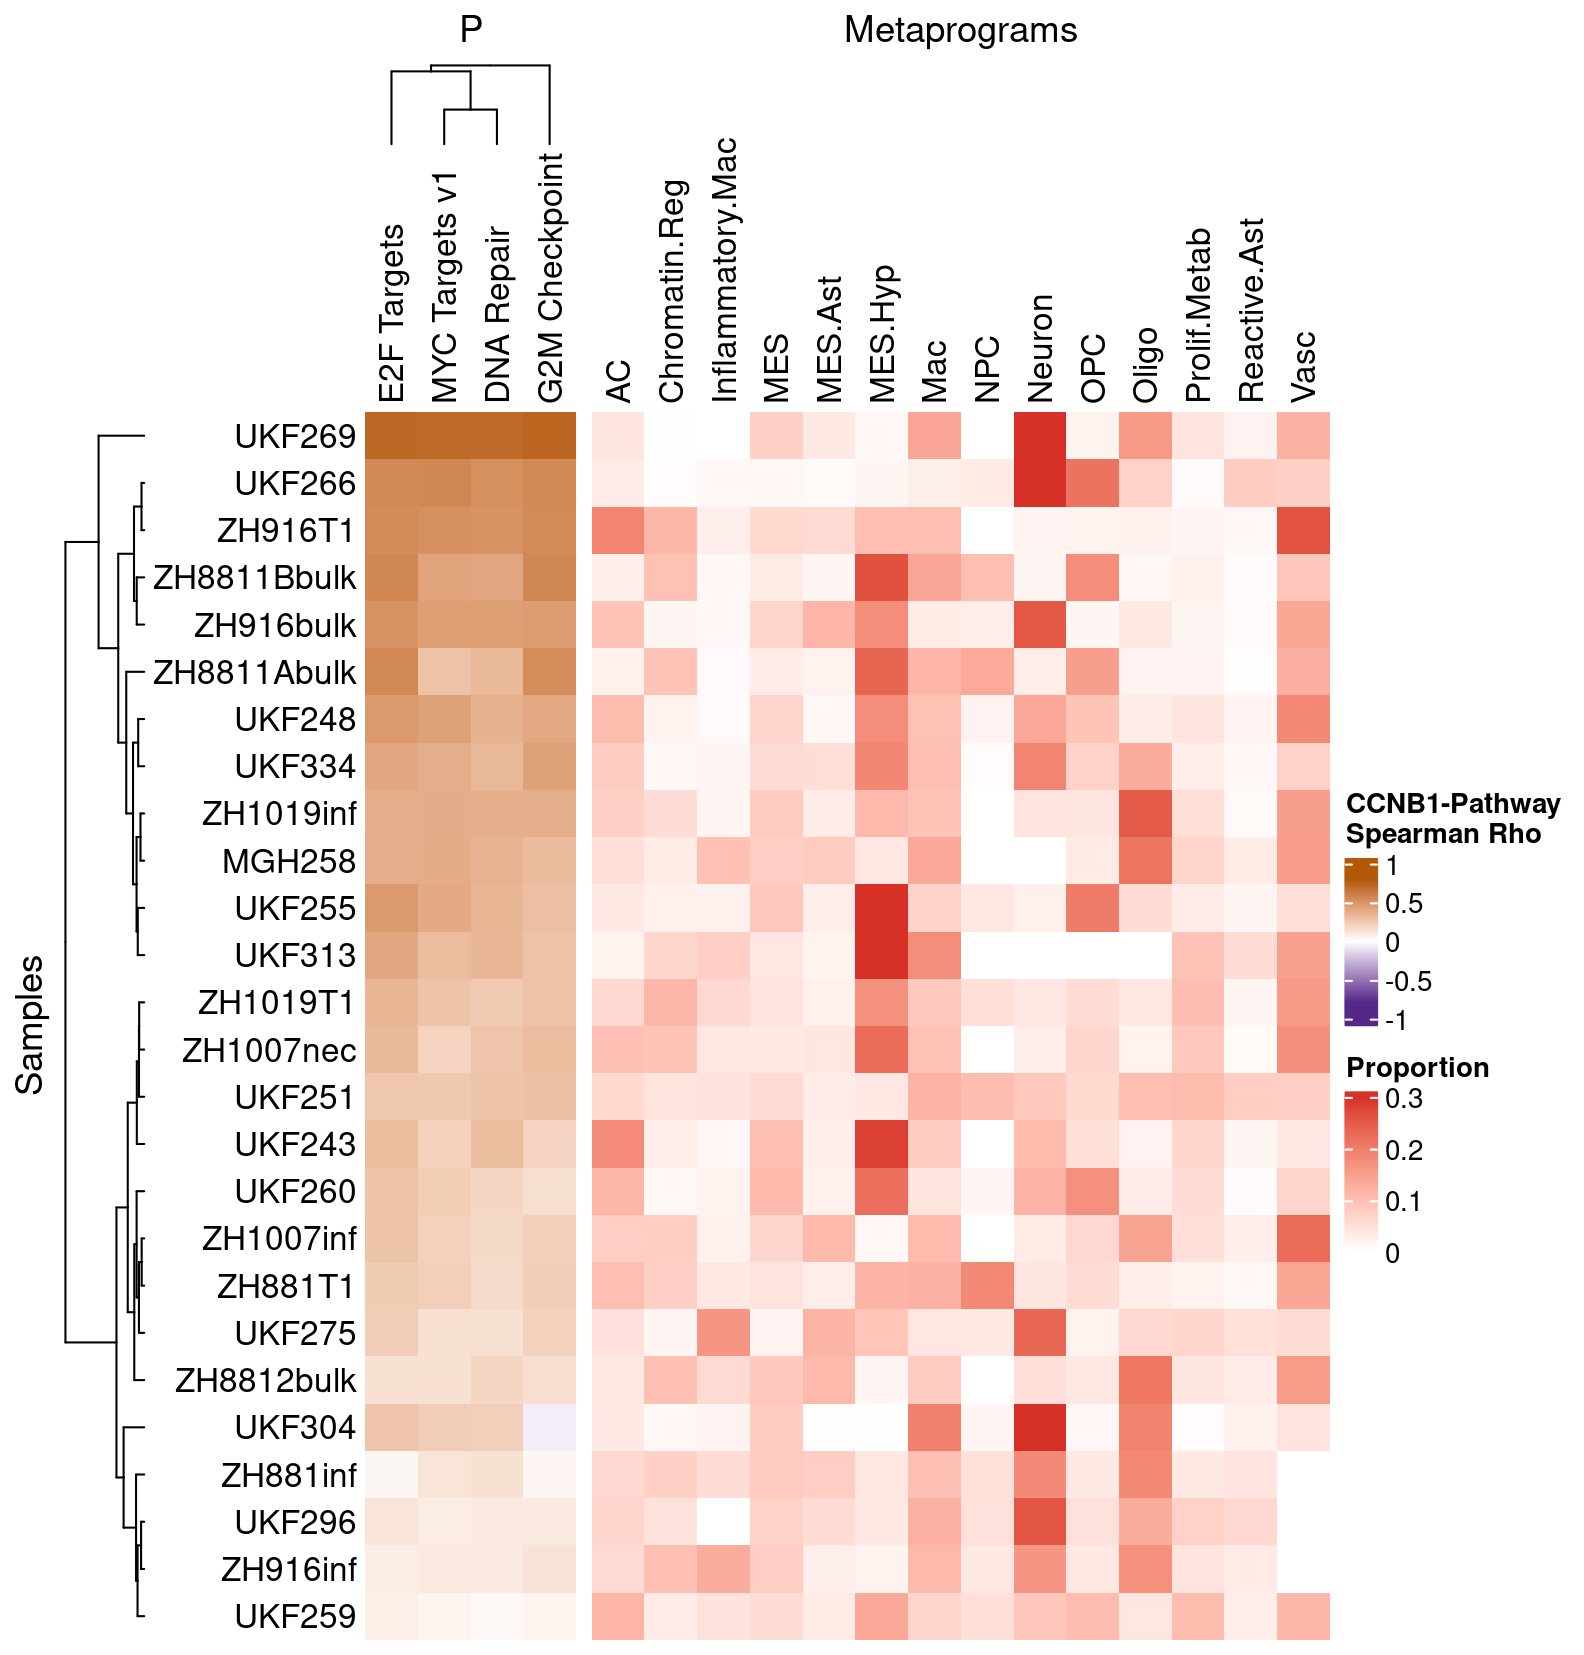 P
Metaprograms
E2F Targets
MYC Targets v1
DNA Repair
G2M Checkpoint
AC
Chromatin.Reg
Inflammatory.Mac
MES
MES.Ast
MES.Hyp
Mac
NPC
Neuron
OPC
Oligo
Prolif.Metab
Reactive.Ast
Vasc
Samples
UKF269
UKF266
ZH916T1
ZH8811Bbulk
ZH916bulk
ZH8811Abulk
UKF248
UKF334
ZH1019inf
MGH258
UKF255
UKF313
ZH1019T1
ZH1007nec
UKF251
UKF243
UKF260
ZH1007inf
ZH881T1
UKF275
ZH8812bulk
UKF304
ZH881inf
UKF296
ZH916inf
UKF259
CCNB1-Pathway
Spearman Rho
1
0.5
0
-0.5
-1
Proportion
0.3
0.2
0.1
0